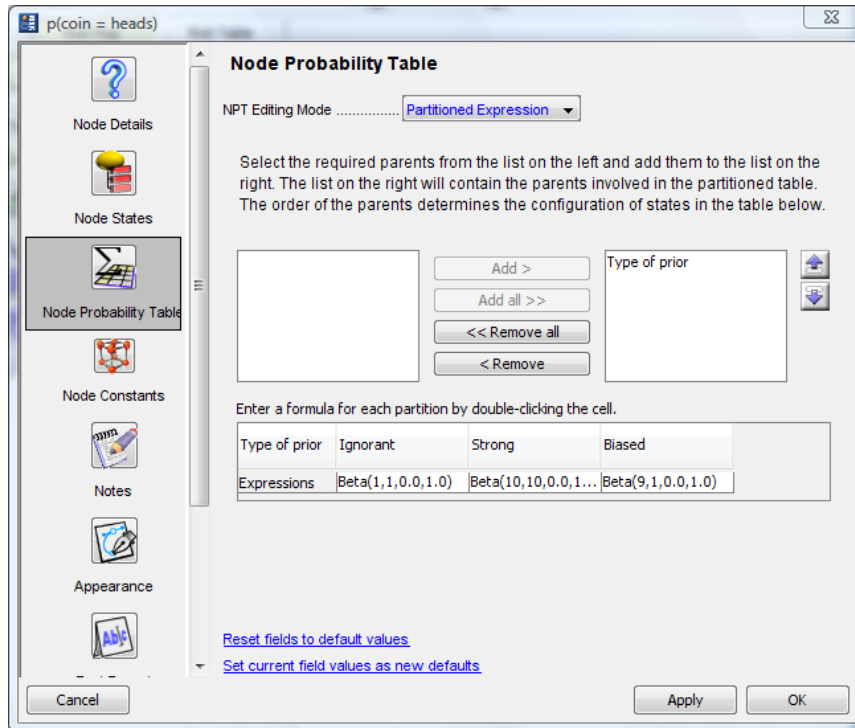 p(coin = heads)
Node Details
Node States
Node Probability Table
Node Constants
Notes
Appearance
Node Probability Table
NPT Editing Mode ................ Partitioned Expression
Select the required parents from the list on the left and add them to the list on the
right. The list on the right will contain the parents involved in the partitioned table.
The order of the parents determines the configuration of states in the table below.
Add >
Add all >>
<< Remove all
< Remove
Type of prior
Enter a formula for each partition by double-clicking the cell.
Type of prior Ignorant Strong Biased
Expressions Beta(1,1,0.0,1.0) Beta(10,10,0.0,1... Beta(9,1,0.0,1.0)
Reset fields to default values
Set current field values as new defaults
Cancel Apply OK